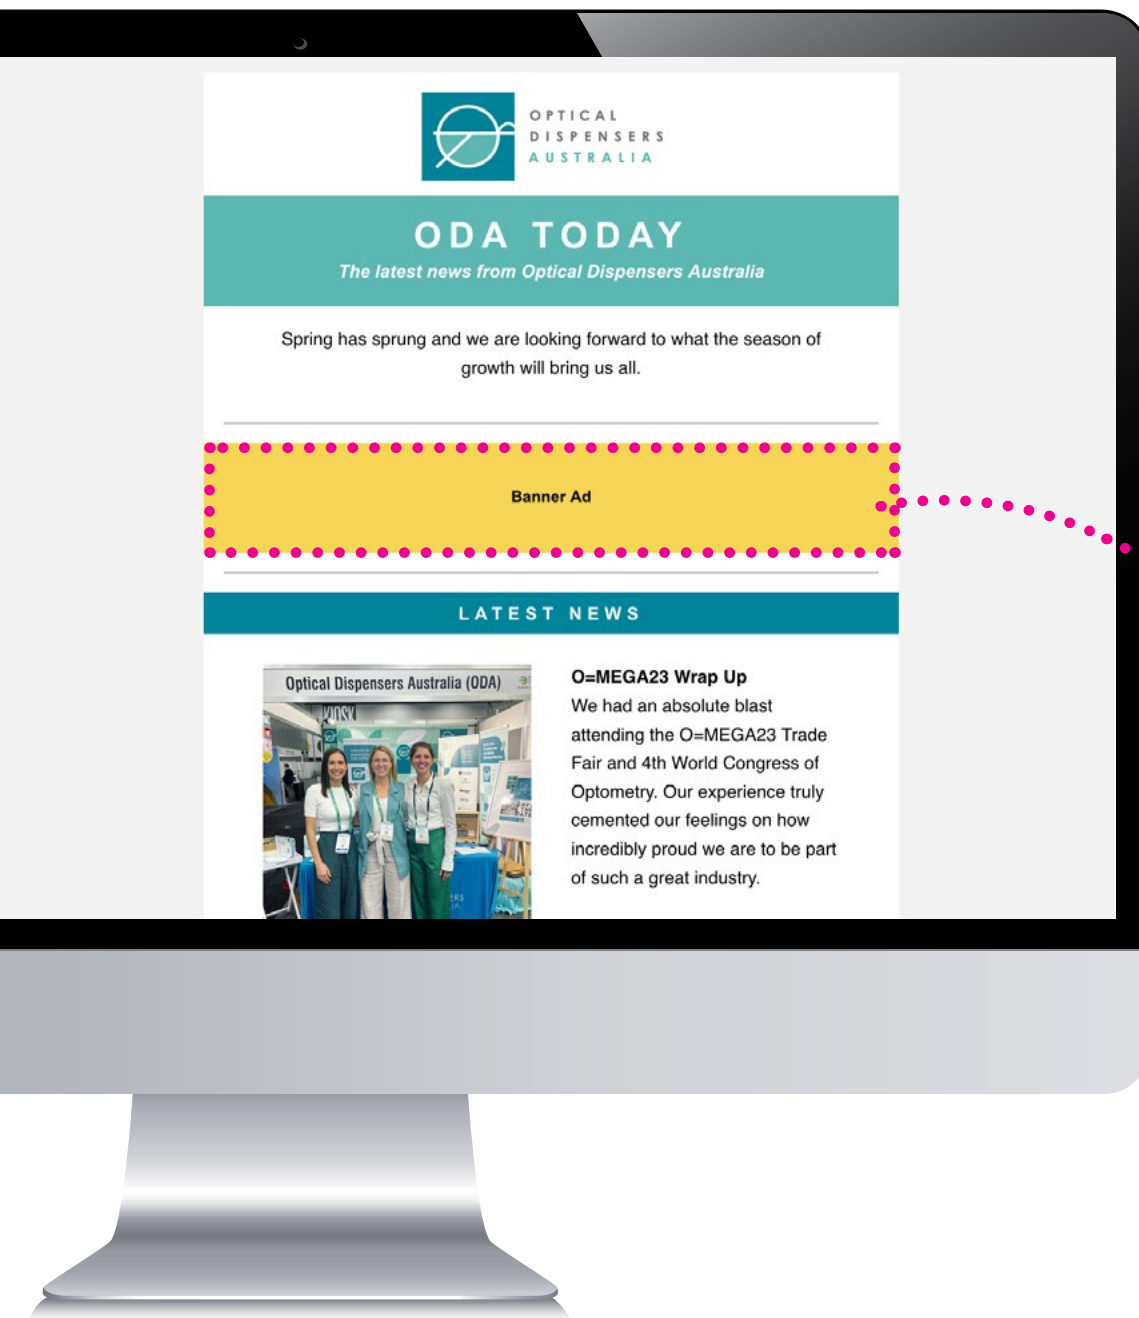 OPTICAL
DISPENSERS
AUSTRALIA
ODA TODAY
The latest news from Optical Dispensers Australia
Spring has sprung and we are looking forward to what the season of
growth will bring us all.
Banner Ad
LATEST NEWS
Optical Dispensers Australia (ODA)
KIOSK
O=MEGA23 Wrap Up
We had an absolute blast
attending the O=MEGA23 Trade
Fair and 4th World Congress of
Optometry. Our experience truly
cemented our feelings on how
incredibly proud we are to be part
of such a great industry.